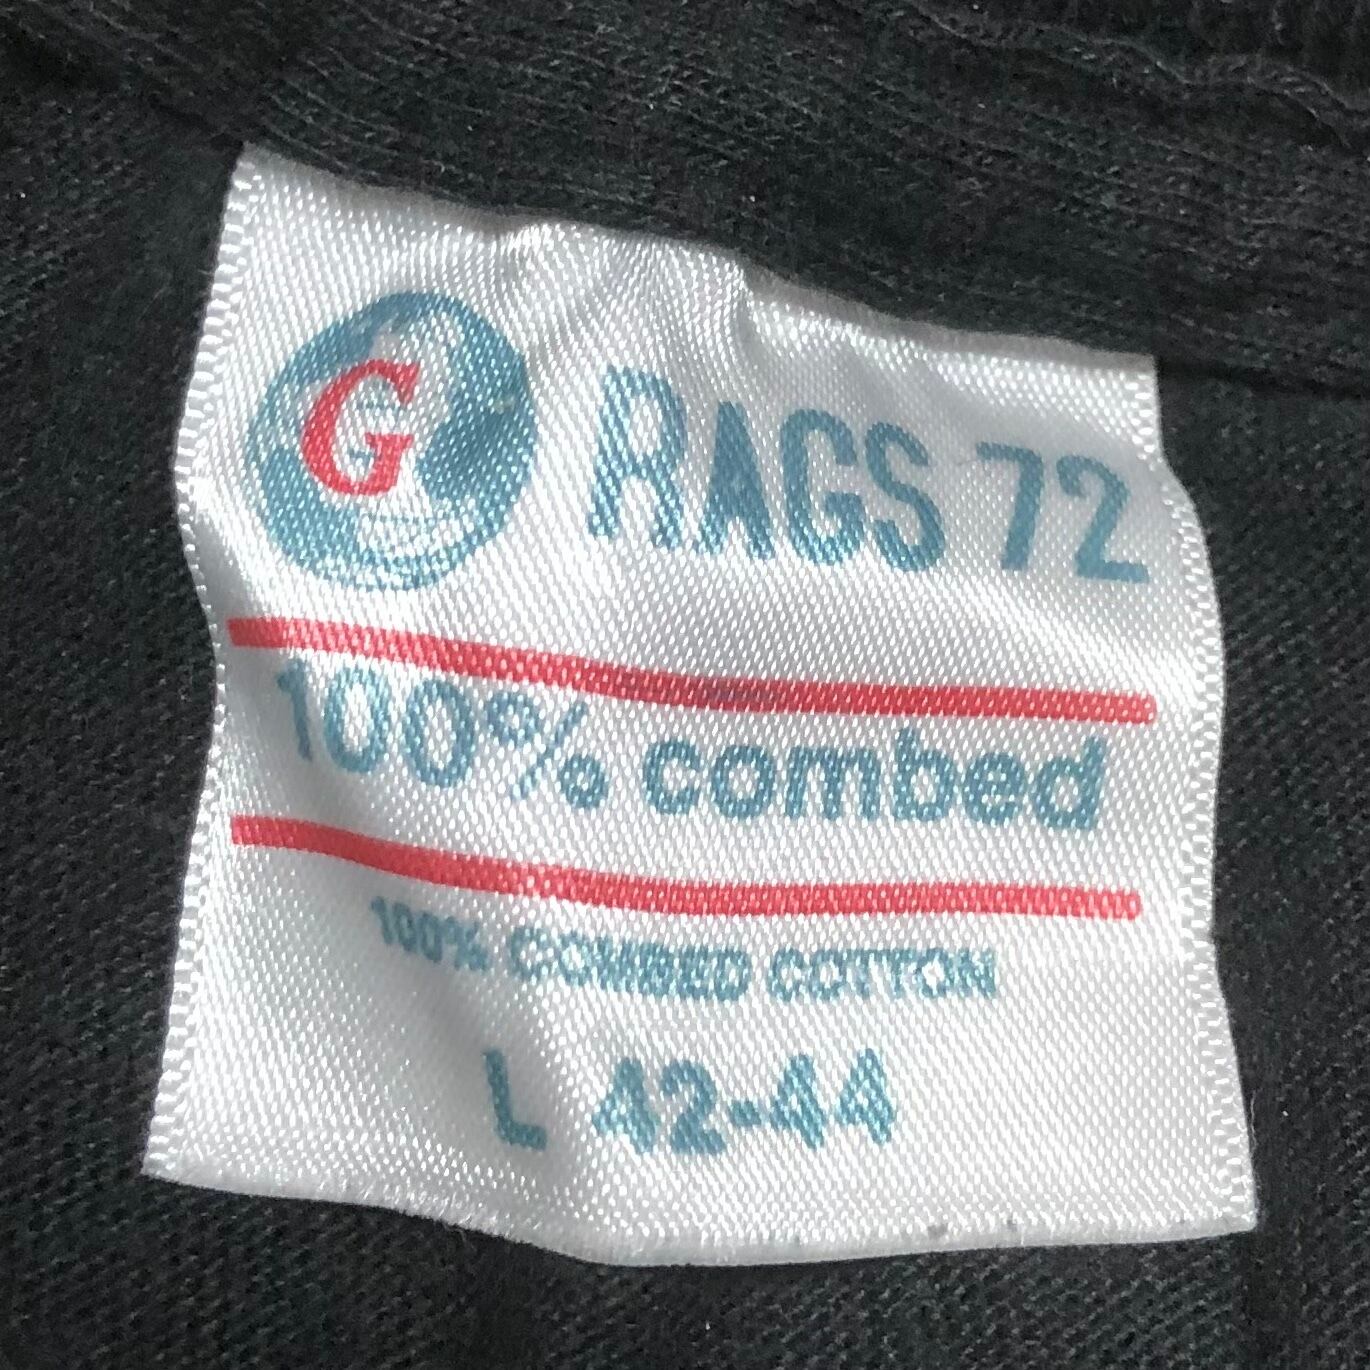 G RAGS 72
100% combed
100% COMBED COTTON
L 42-44